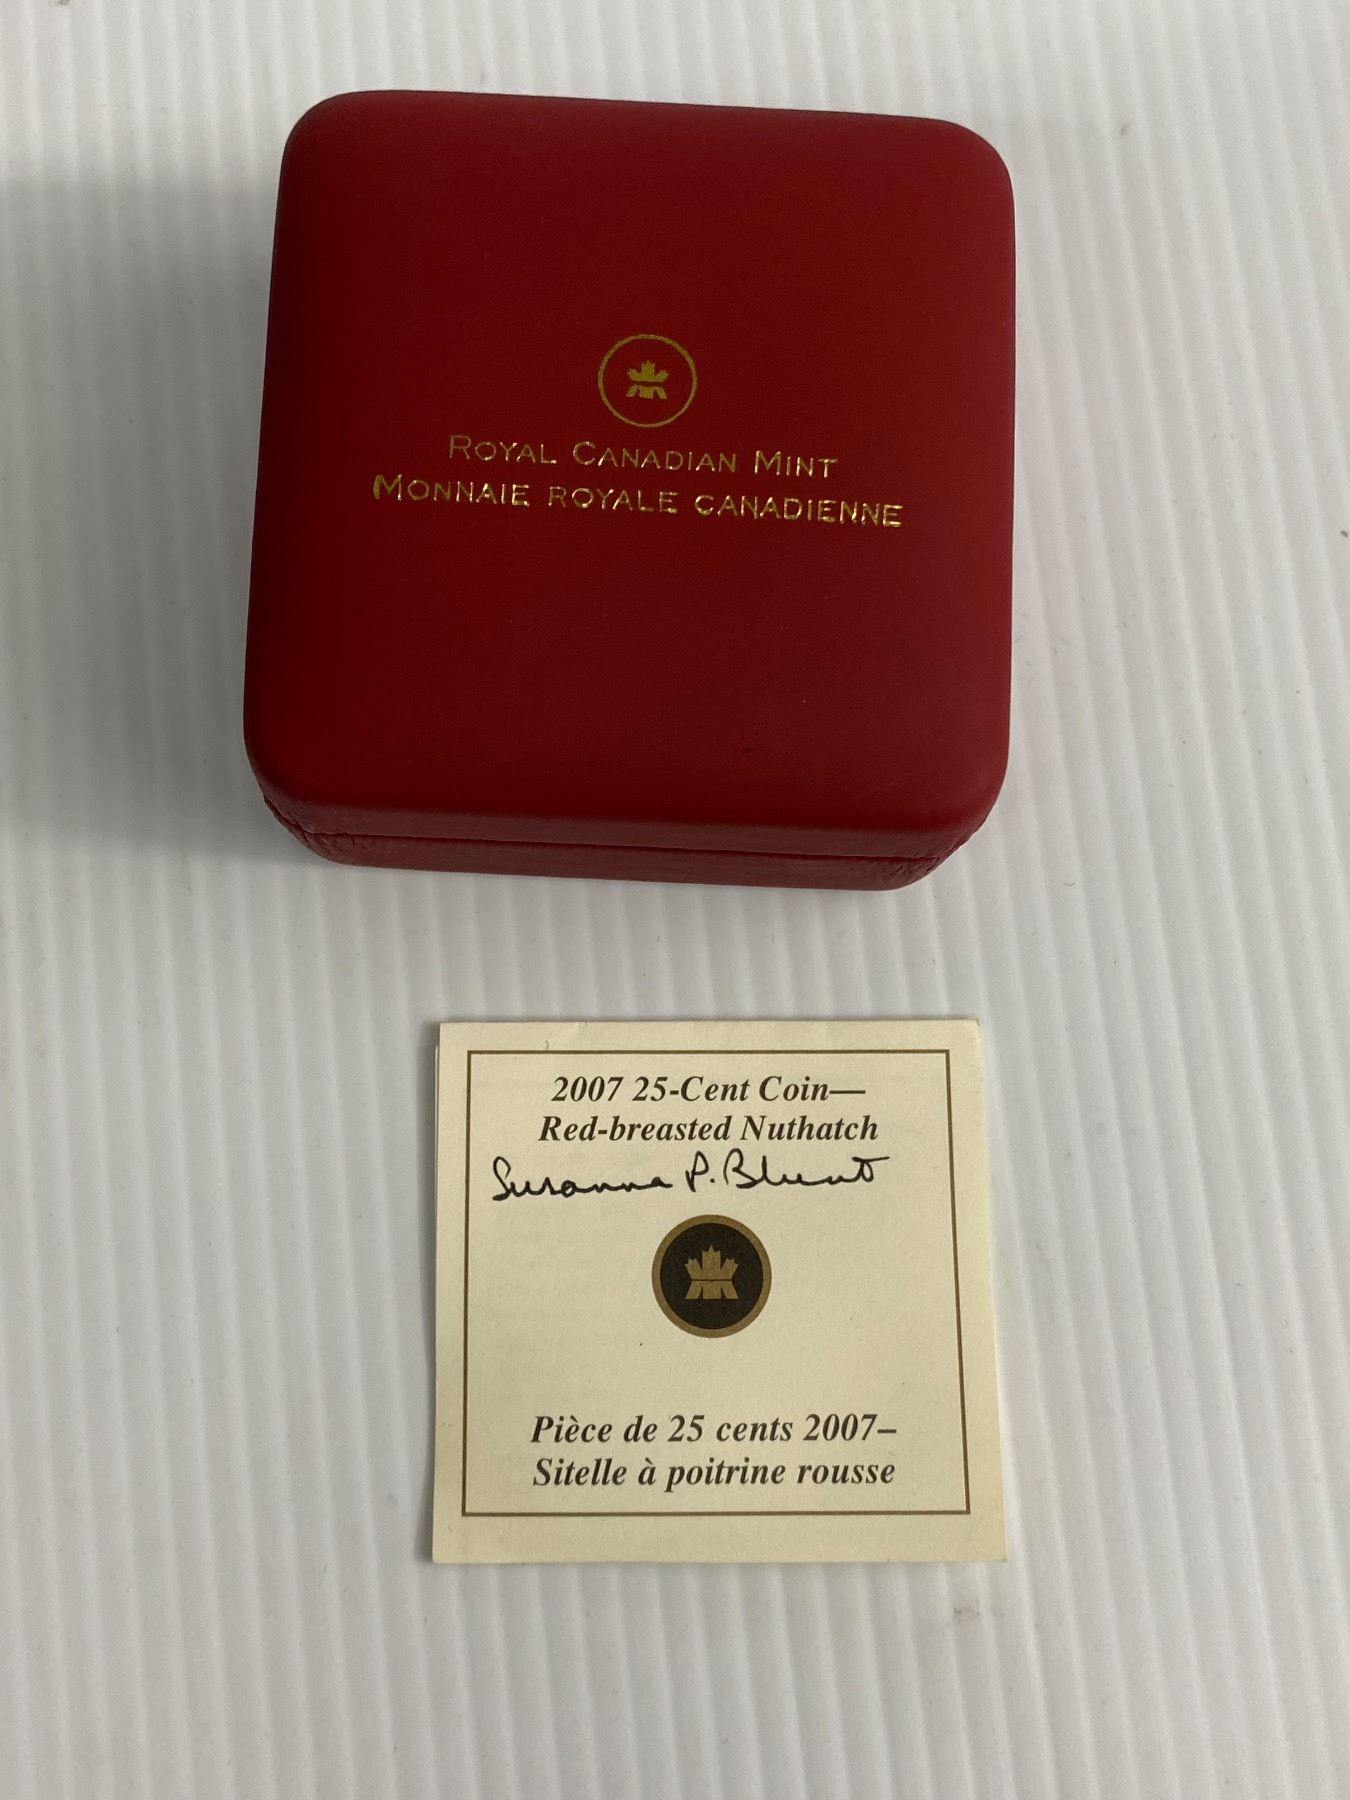 ROYAL CANADIAN MINT
MONNAIE ROYALE CANADIENNE
2007 25-Cent Coin—
Red-breasted Nuthatch
Susanna P. Blunt
Pièce de 25 cents 2007–
Sitelle à poitrine rousse